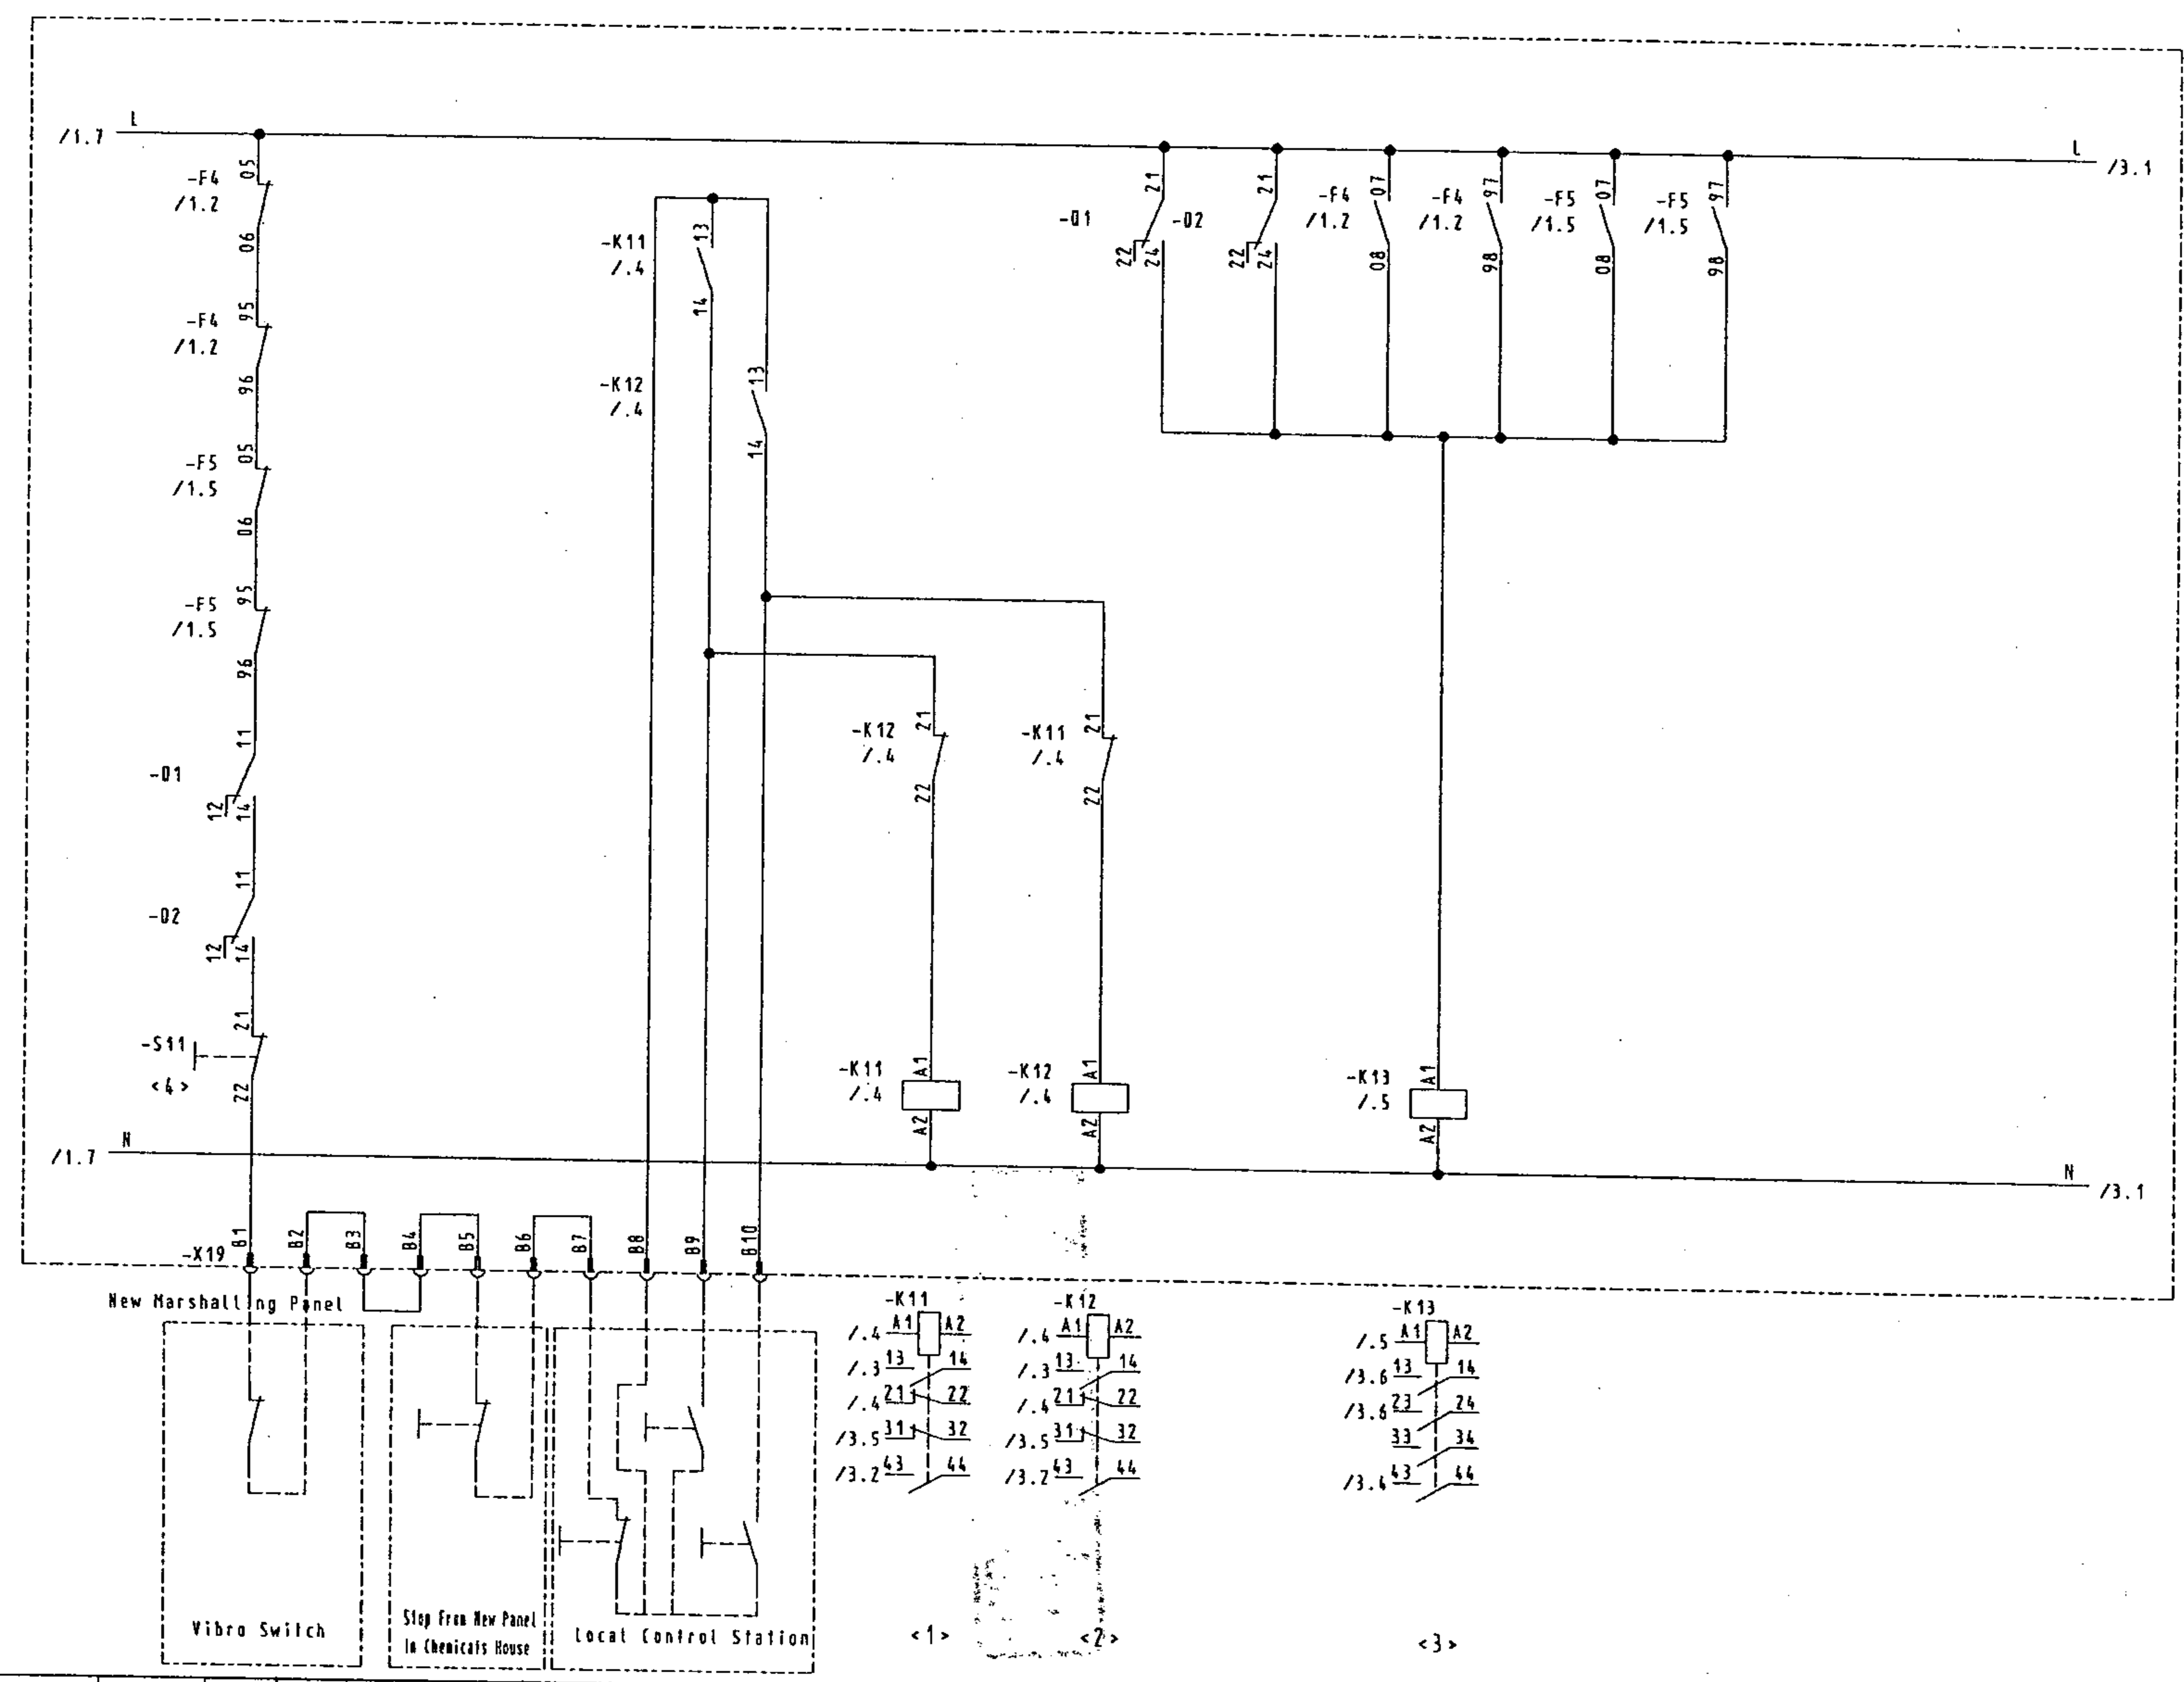 L
/1.7
L
/3.1
-F4
/1.2
05
06
-F4
/1.2
95
96
-F5
/1.5
05
06
-F5
/1.5
95
96
-Q1
11
12
14
-Q2
11
12
14
-S11
<4>
21
22
-K11
/.4
13
14
-K12
/.4
13
14
-K12
/.4
21
22
-K11
/.4
21
22
-K11
/.4
A1
A2
-K12
/.4
A1
A2
-Q1
21
22
24
-Q2
21
22
24
-F4
/1.2
07
08
-F4
/1.2
97
98
-F5
/1.5
07
08
-F5
/1.5
97
98
-K13
/.5
A1
A2
N
/1.7
N
/3.1
-X19
B1
B2
B3
B4
B5
B6
B7
B8
B9
B10
New Marshalling Panel
Vibro Switch
Stop From New Panel
In Chemicals House
Local Control Station
-K11
/.4 A1 A2
/.3 13 14
/.4 21 22
/3.5 31 32
/3.2 43 44
<1>
-K12
/.4 A1 A2
/.3 13 14
/.4 21 22
/3.5 31 32
/3.2 43 44
<2>
-K13
/.5 A1 A2
/3.6 13 14
/3.6 23 24
33 34
/3.4 43 44
<3>